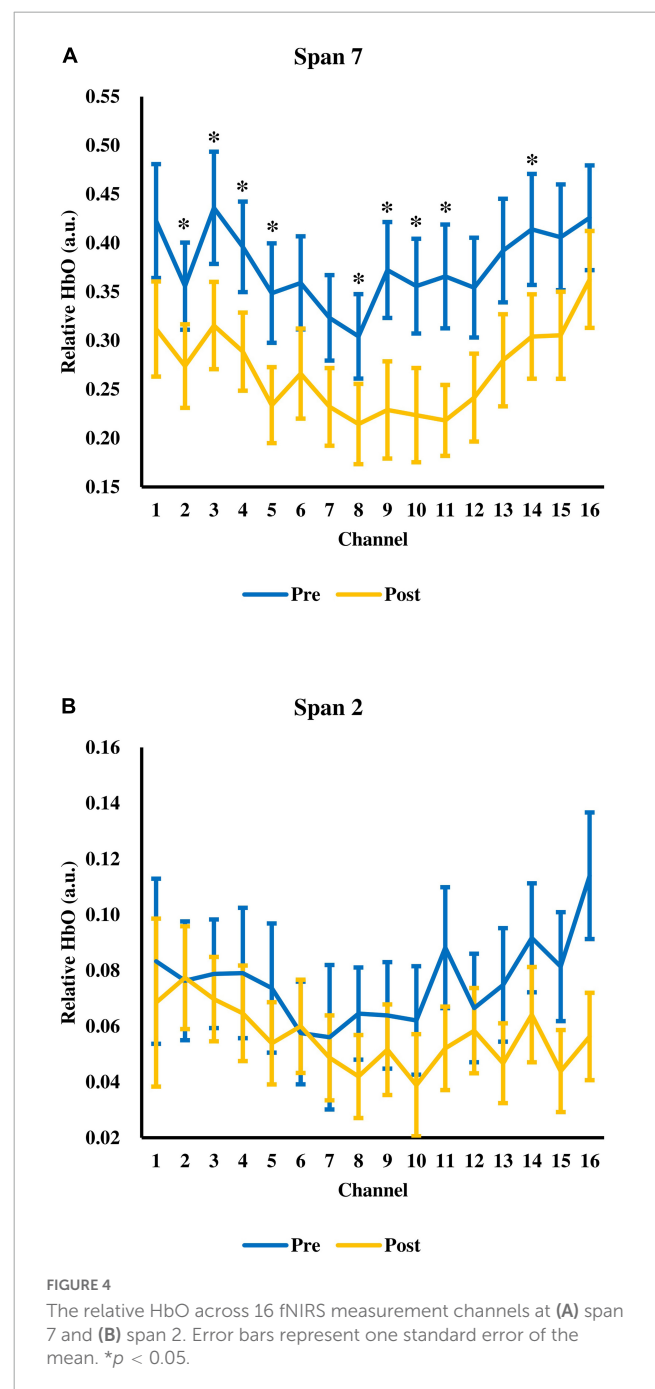 A
Span 7
0.55
0.50
0.45
0.40
0.35
0.30
0.25
0.20
0.15
Relative HbO (a.u.)
* * * * * * * * *
1 2 3 4 5 6 7 8 9 10 11 12 13 14 15 16
Channel
Pre Post
B
Span 2
0.16
0.14
0.12
0.10
0.08
0.06
0.04
0.02
Relative HbO (a.u.)
1 2 3 4 5 6 7 8 9 10 11 12 13 14 15 16
Channel
Pre Post
FIGURE 4
The relative HbO across 16 fNIRS measurement channels at (A) span
7 and (B) span 2. Error bars represent one standard error of the
mean. *p < 0.05.